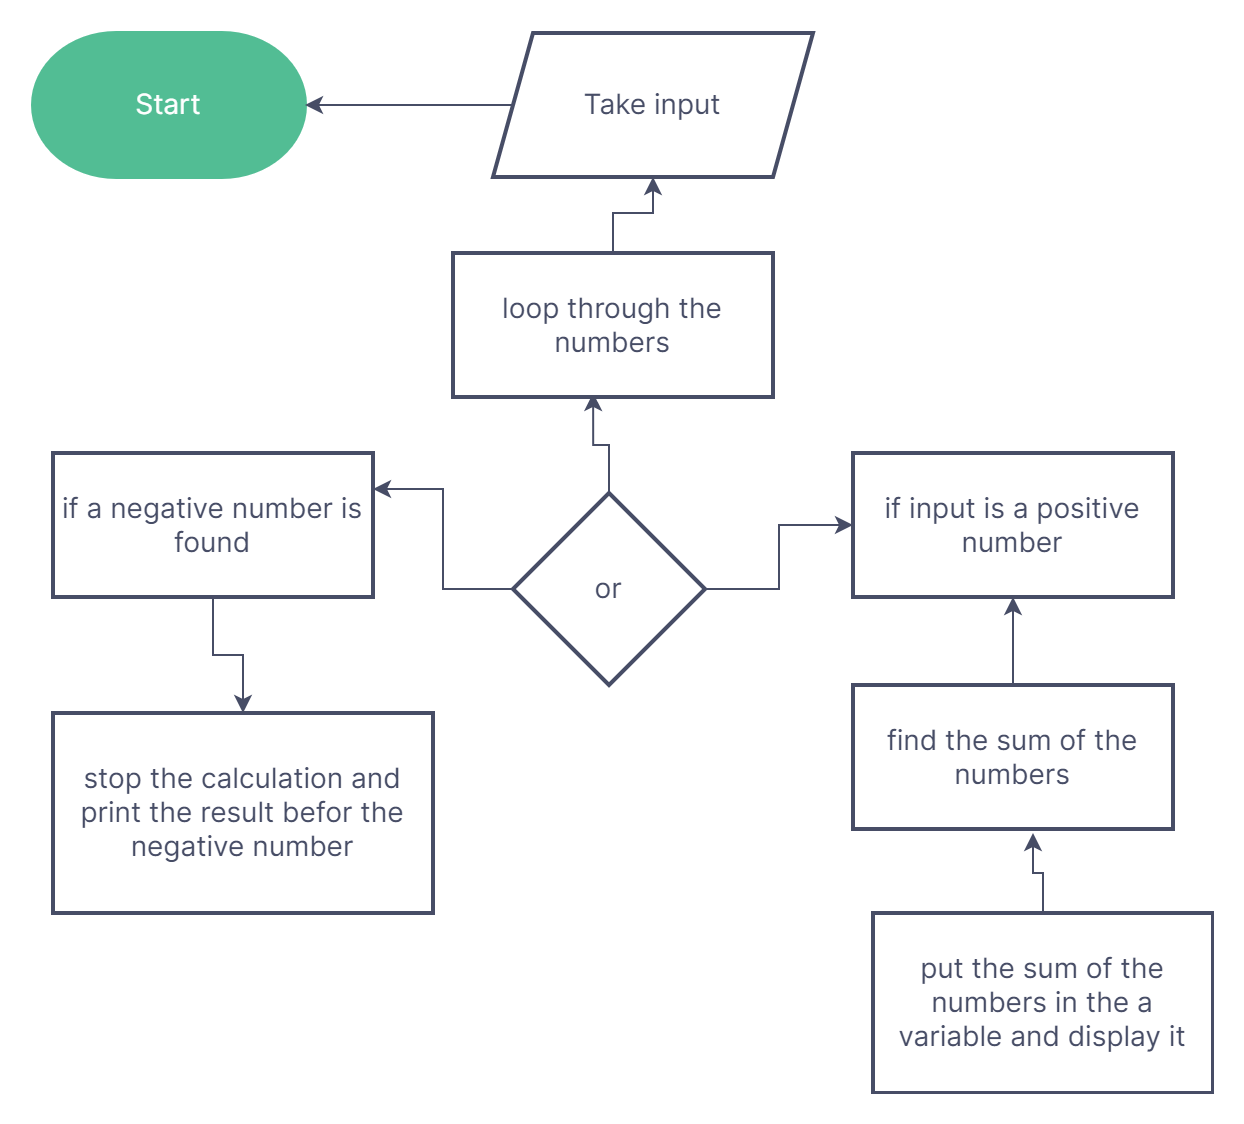 Start
Take input
loop through the
numbers
if a negative number is
found
or
if input is a positive
number
stop the calculation and
print the result befor the
negative number
find the sum of the
numbers
put the sum of the
numbers in the a
variable and display it